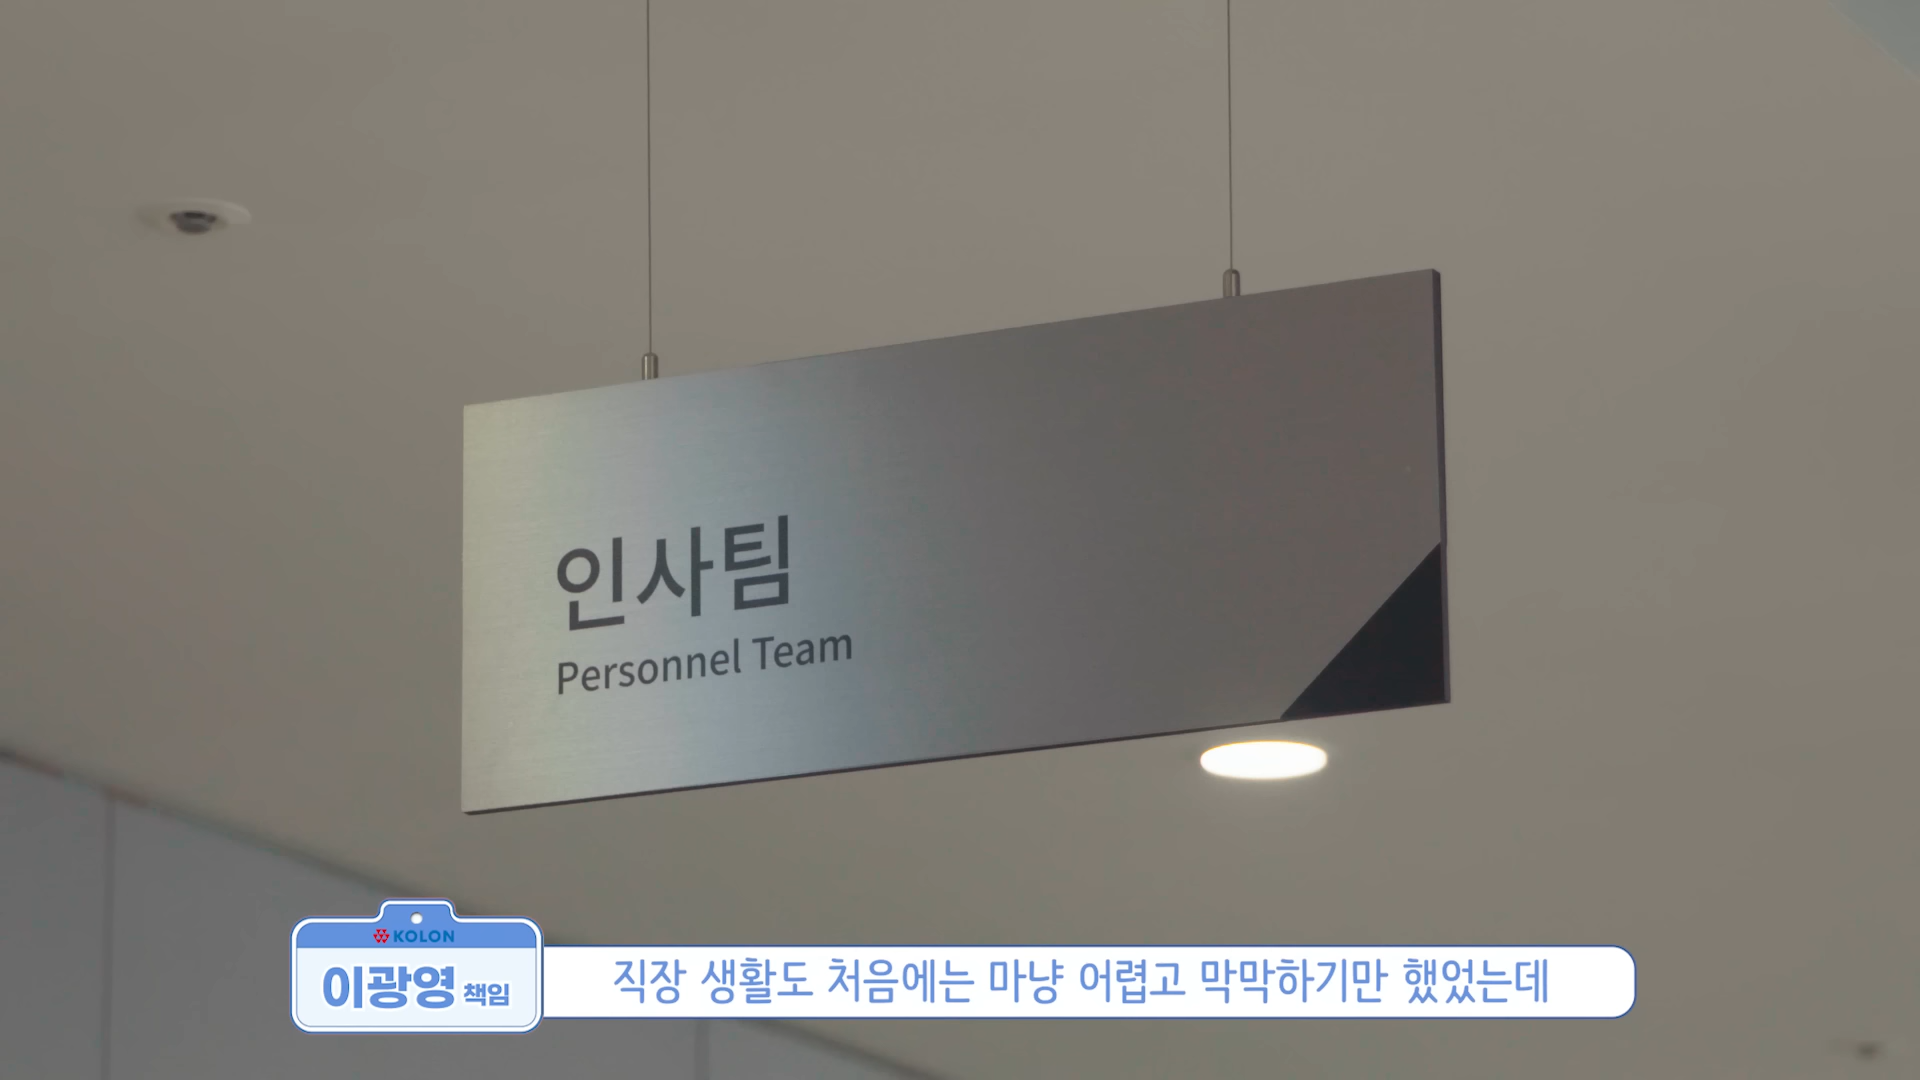 인사팀
Personnel Team
KOLON
이광영 책임
직장 생활도 처음에는 마냥 어렵고 막막하기만 했었는데